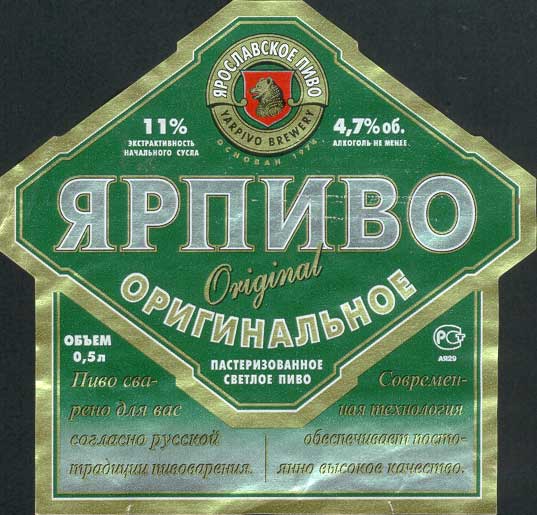 ЯРОСЛАВСКОЕ ПИВО
YARPIVO BREWERY
ОСНОВАН 1974
11%
ЭКСТРАКТИВНОСТЬ
НАЧАЛЬНОГО СУСЛА
4,7% об.
АЛКОГОЛЬ НЕ МЕНЕЕ
ЯРПИВО
Original
ОРИГИНАЛЬНОЕ
ОБЪЕМ
0,5 л
ПАСТЕРИЗОВАННОЕ
СВЕТЛОЕ ПИВО
РСТ
АЯ29
Пиво сва-
рено для вас
согласно русской
традиции пивоварения.
Современ-
ная технология
обеспечивает посто-
янно высокое качество.